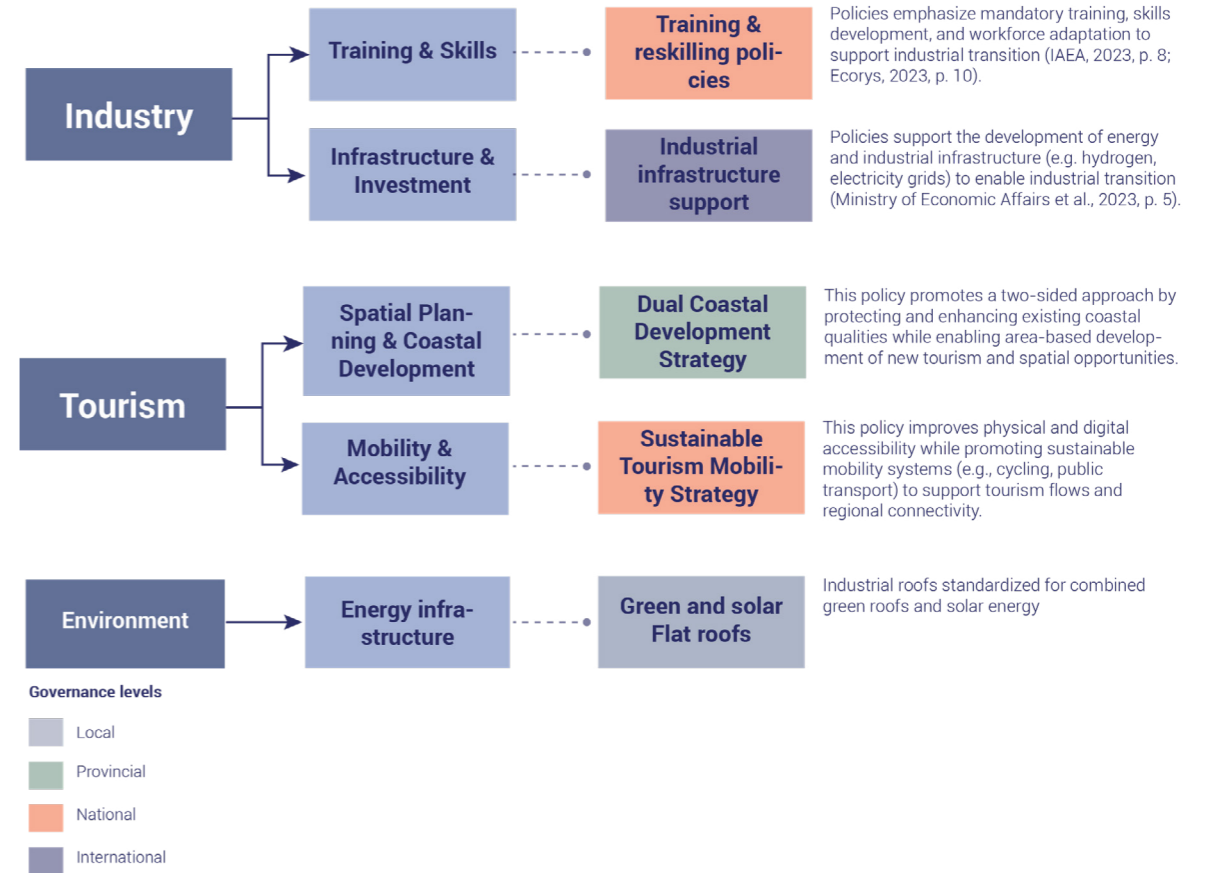 Industry
Training & Skills
Training &
reskilling poli-
cies
Policies emphasize mandatory training, skills
development, and workforce adaptation to
support industrial transition (IAEA, 2023, p. 8;
Ecorys, 2023, p. 10).
Infrastructure &
Investment
Industrial
infrastructure
support
Policies support the development of energy
and industrial infrastructure (e.g. hydrogen,
electricity grids) to enable industrial transition
(Ministry of Economic Affairs et al., 2023, p. 5).
Tourism
Spatial Plan-
ning & Coastal
Development
Dual Coastal
Development
Strategy
This policy promotes a two-sided approach by
protecting and enhancing existing coastal
qualities while enabling area-based develop-
ment of new tourism and spatial opportunities.
Mobility &
Accessibility
Sustainable
Tourism Mobili-
ty Strategy
This policy improves physical and digital
accessibility while promoting sustainable
mobility systems (e.g., cycling, public
transport) to support tourism flows and
regional connectivity.
Environment
Energy infra-
structure
Green and solar
Flat roofs
Industrial roofs standardized for combined
green roofs and solar energy
Governance levels
Local
Provincial
National
International